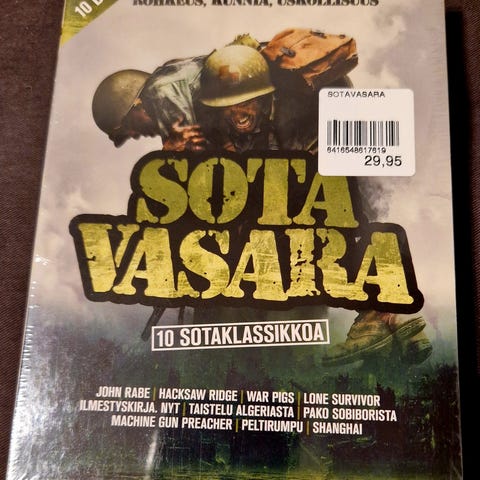 ROHKEUS, KUNNIA, USKOLLISUUS
10
SOTAVASARA
6416548617619
29,95
SOTA
VASARA
10 SOTAKLASSIKKOA
JOHN RABE | HACKSAW RIDGE | WAR PIGS | LONE SURVIVOR
ILMESTYSKIRJA. NYT | TAISTELU ALGERIASTA | PAKO SOBIBORISTA
MACHINE GUN PREACHER | PELTIRUMPU | SHANGHAI